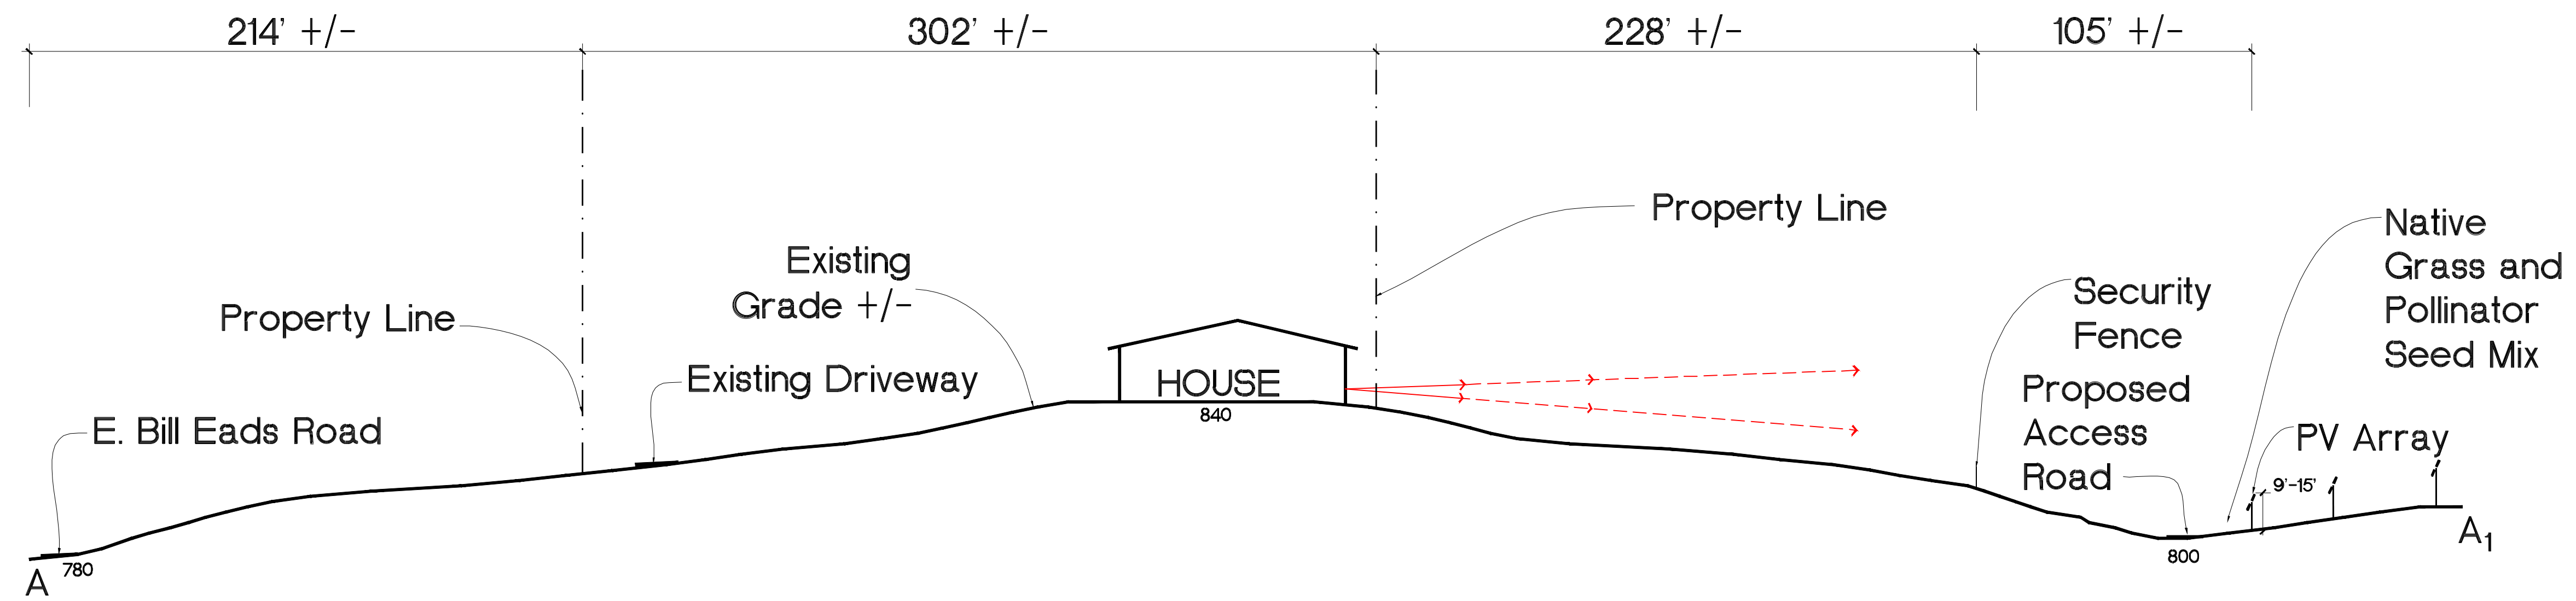 214' +/-
302' +/-
228' +/-
105' +/-
Property Line
Existing
Grade +/-
Existing Driveway
E. Bill Eads Road
HOUSE
840
Property Line
Security
Fence
Proposed
Access
Road
Native
Grass and
Pollinator
Seed Mix
PV Array
9'-15'
A
780
800
A1